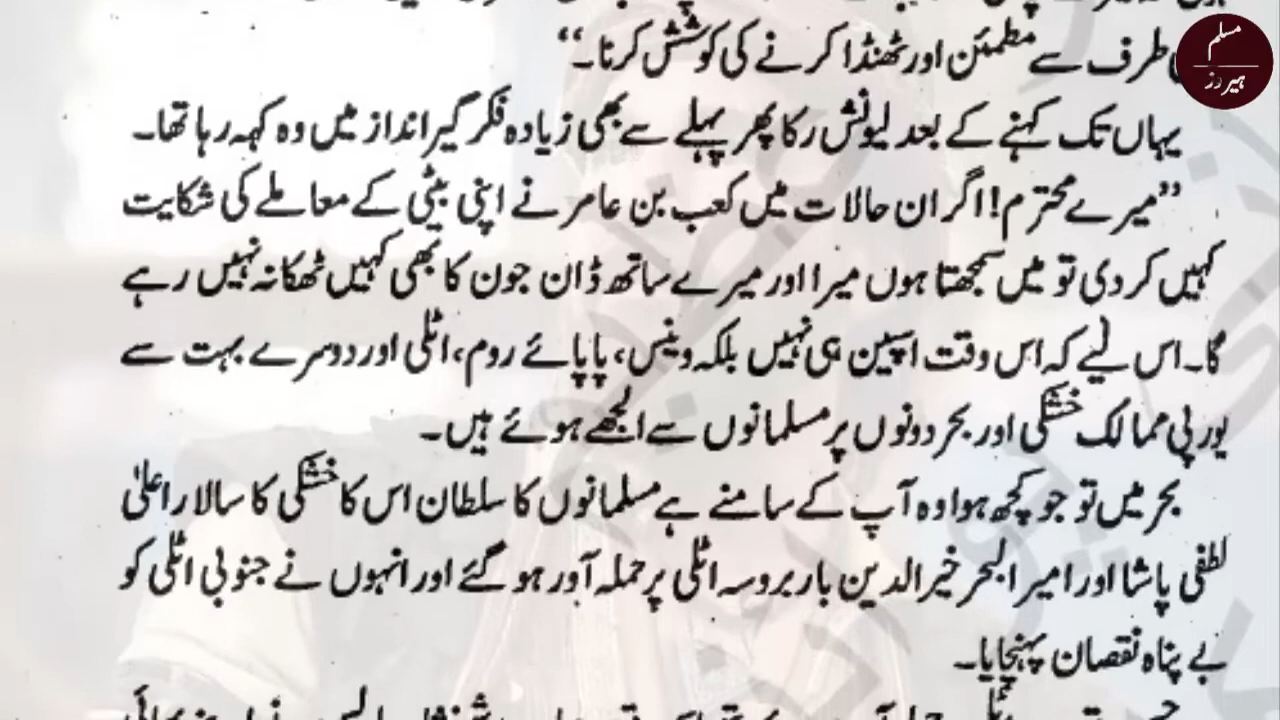 مسلم
ہیروز
طرف سے مطمئن اور ٹھنڈا کرنے کی کوشش کرنا۔“
یہاں تک کہنے کے بعد لیونش رکا پھر پہلے سے بھی زیادہ فکر گیر انداز میں وہ کہہ رہا تھا۔
”میرے محترم! اگر ان حالات میں کعب بن عامر نے اپنی بیٹی کے معاملے کی شکایت
کہیں کر دی تو میں سمجھتا ہوں میرا اور میرے ساتھ ڈان جون کا بھی کہیں ٹھکانہ نہیں رہے
گا۔ اس لیے کہ اس وقت اسپین ہی نہیں بلکہ وینس، پاپائے روم، اٹلی اور دوسرے بہت سے
یورپی ممالک خشکی اور بحر دونوں پر مسلمانوں سے الجھے ہوئے ہیں۔
بحر میں تو جو کچھ ہوا وہ آپ کے سامنے ہے مسلمانوں کا سلطان اس کا خشکی کا سالار اعلیٰ
لطفی پاشا اور امیر البحر خیر الدین باربروسہ اٹلی پر حملہ آور ہو گئے اور انہوں نے جنوبی اٹلی کو
بے پناہ نقصان پہنچایا۔